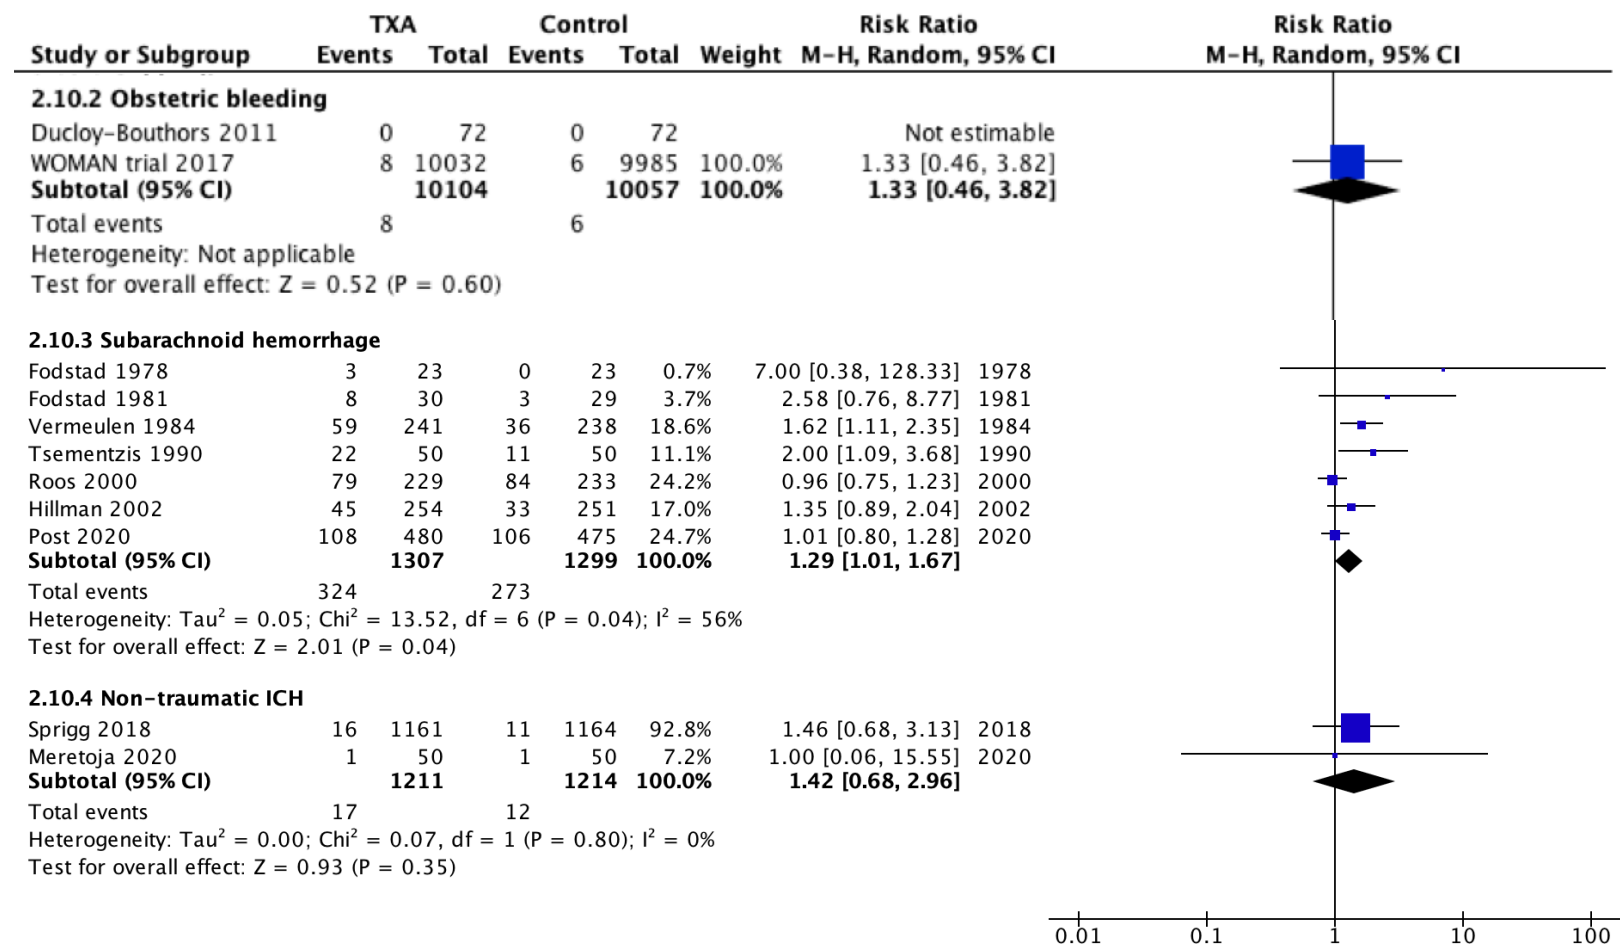 TXA Control Risk Ratio Risk Ratio
Study or Subgroup Events Total Events Total Weight M-H, Random, 95% CI M-H, Random, 95% CI
2.10.2 Obstetric bleeding
Ducloy-Bouthors 2011 0 72 0 72 Not estimable
WOMAN trial 2017 8 10032 6 9985 100.0% 1.33 [0.46, 3.82]
Subtotal (95% CI) 10104 10057 100.0% 1.33 [0.46, 3.82]
Total events 8 6
Heterogeneity: Not applicable
Test for overall effect: Z = 0.52 (P = 0.60)
2.10.3 Subarachnoid hemorrhage
Fodstad 1978 3 23 0 23 0.7% 7.00 [0.38, 128.33] 1978
Fodstad 1981 8 30 3 29 3.7% 2.58 [0.76, 8.77] 1981
Vermeulen 1984 59 241 36 238 18.6% 1.62 [1.11, 2.35] 1984
Tsementzis 1990 22 50 11 50 11.1% 2.00 [1.09, 3.68] 1990
Roos 2000 79 229 84 233 24.2% 0.96 [0.75, 1.23] 2000
Hillman 2002 45 254 33 251 17.0% 1.35 [0.89, 2.04] 2002
Post 2020 108 480 106 475 24.7% 1.01 [0.80, 1.28] 2020
Subtotal (95% CI) 1307 1299 100.0% 1.29 [1.01, 1.67]
Total events 324 273
Heterogeneity: Tau² = 0.05; Chi² = 13.52, df = 6 (P = 0.04); I² = 56%
Test for overall effect: Z = 2.01 (P = 0.04)
2.10.4 Non-traumatic ICH
Sprigg 2018 16 1161 11 1164 92.8% 1.46 [0.68, 3.13] 2018
Meretoja 2020 1 50 1 50 7.2% 1.00 [0.06, 15.55] 2020
Subtotal (95% CI) 1211 1214 100.0% 1.42 [0.68, 2.96]
Total events 17 12
Heterogeneity: Tau² = 0.00; Chi² = 0.07, df = 1 (P = 0.80); I² = 0%
Test for overall effect: Z = 0.93 (P = 0.35)
0.01 0.1 1 10 100